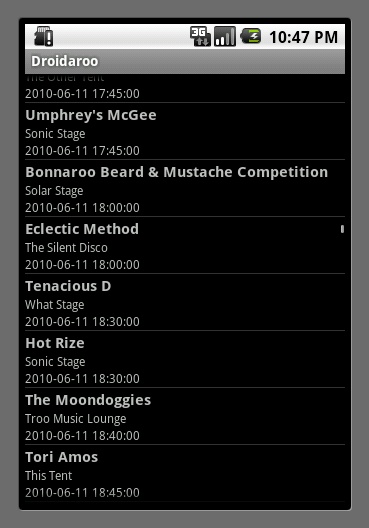 3G
10:47 PM
Droidaroo
The Other Tent
2010-06-11 17:45:00
Umphrey's McGee
Sonic Stage
2010-06-11 17:45:00
Bonnaroo Beard & Mustache Competition
Solar Stage
2010-06-11 18:00:00
Eclectic Method
The Silent Disco
2010-06-11 18:00:00
Tenacious D
What Stage
2010-06-11 18:30:00
Hot Rize
Sonic Stage
2010-06-11 18:30:00
The Moondoggies
Troo Music Lounge
2010-06-11 18:40:00
Tori Amos
This Tent
2010-06-11 18:45:00